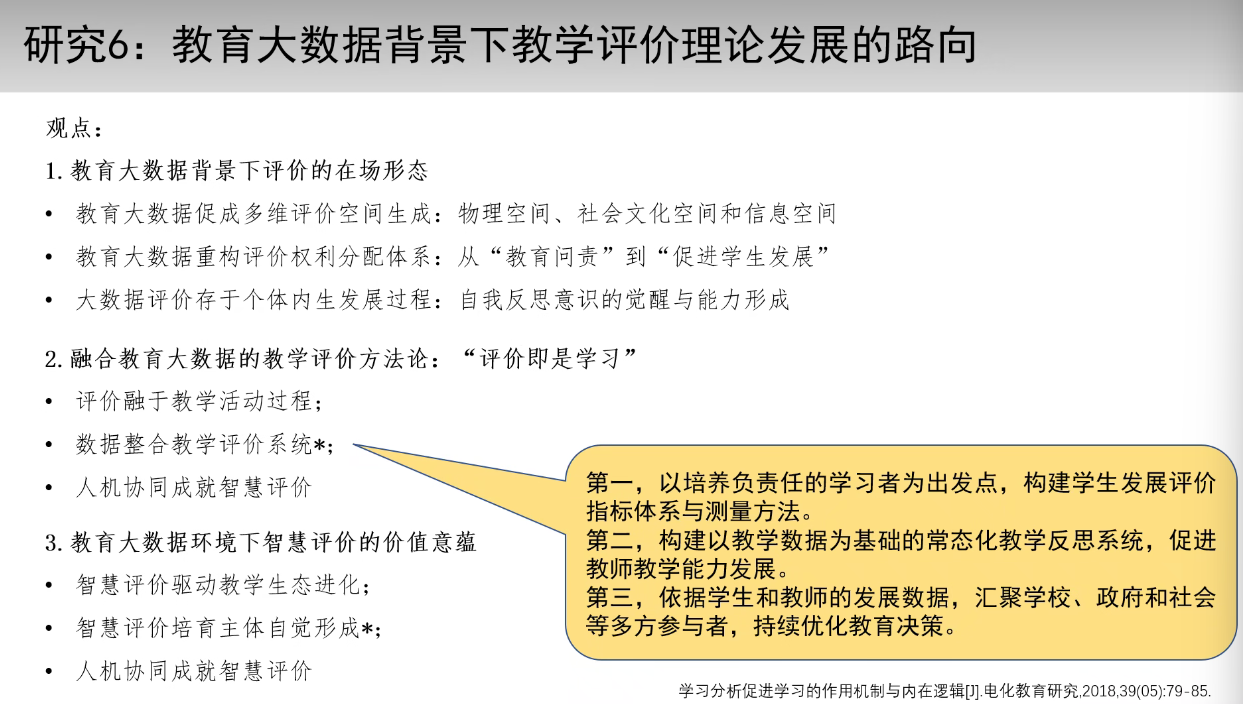 研究6：教育大数据背景下教学评价理论发展的路向
观点：
1. 教育大数据背景下评价的在场形态
• 教育大数据促成多维评价空间生成：物理空间、社会文化空间和信息空间
• 教育大数据重构评价权利分配体系：从“教育问责”到“促进学生发展”
• 大数据评价存于个体内生发展过程：自我反思意识的觉醒与能力形成
2. 融合教育大数据的教学评价方法论：“评价即是学习”
• 评价融于教学活动过程；
• 数据整合教学评价系统*；
• 人机协同成就智慧评价
3. 教育大数据环境下智慧评价的价值意蕴
• 智慧评价驱动教学生态进化；
• 智慧评价培育主体自觉形成*；
• 人机协同成就智慧评价
第一，以培养负责任的学习者为出发点，构建学生发展评价
指标体系与测量方法。
第二，构建以教学数据为基础的常态化教学反思系统，促进
教师教学能力发展。
第三，依据学生和教师的发展数据，汇聚学校、政府和社会
等多方参与者，持续优化教育决策。
学习分析促进学习的作用机制与内在逻辑[J].电化教育研究,2018,39(05):79-85.